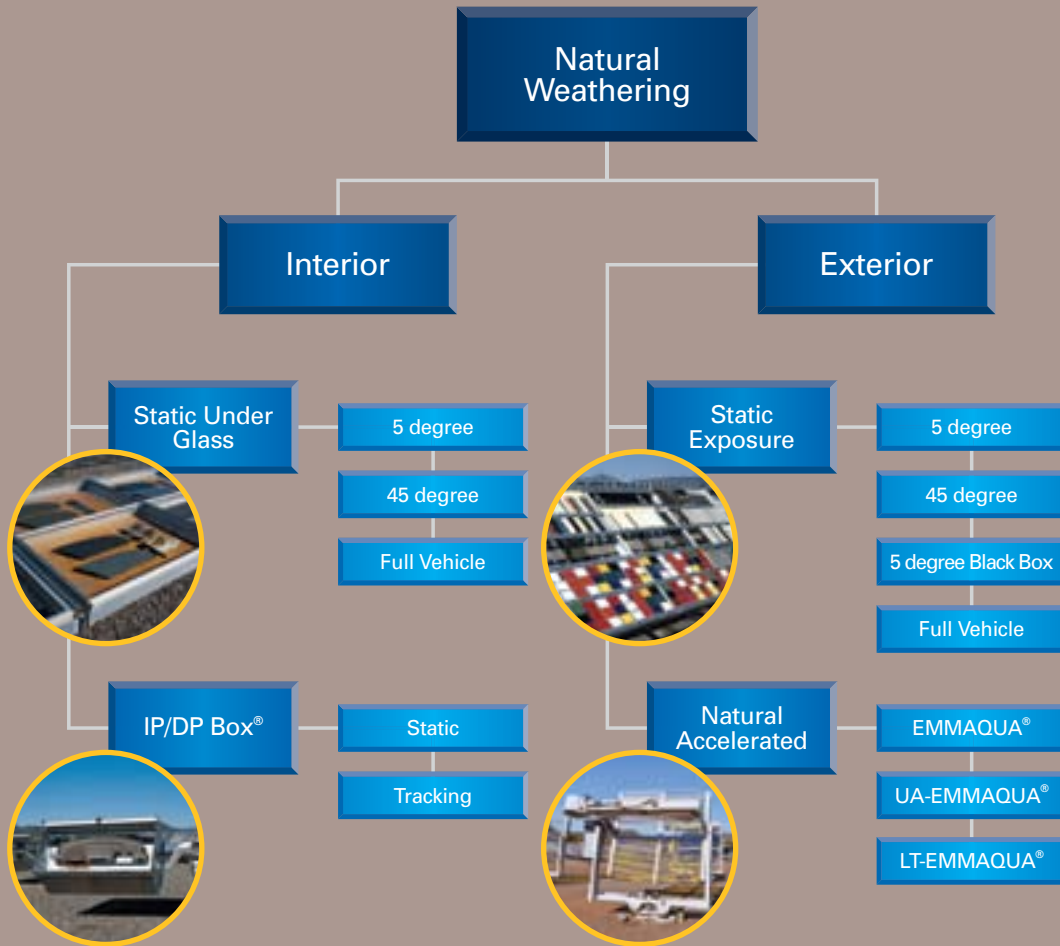 Natural
Weathering
Interior
Exterior
Static Under
Glass
5 degree
45 degree
Full Vehicle
IP/DP Box®
Static
Tracking
Static
Exposure
5 degree
45 degree
5 degree Black Box
Full Vehicle
Natural
Accelerated
EMMAQUA®
UA-EMMAQUA®
LT-EMMAQUA®